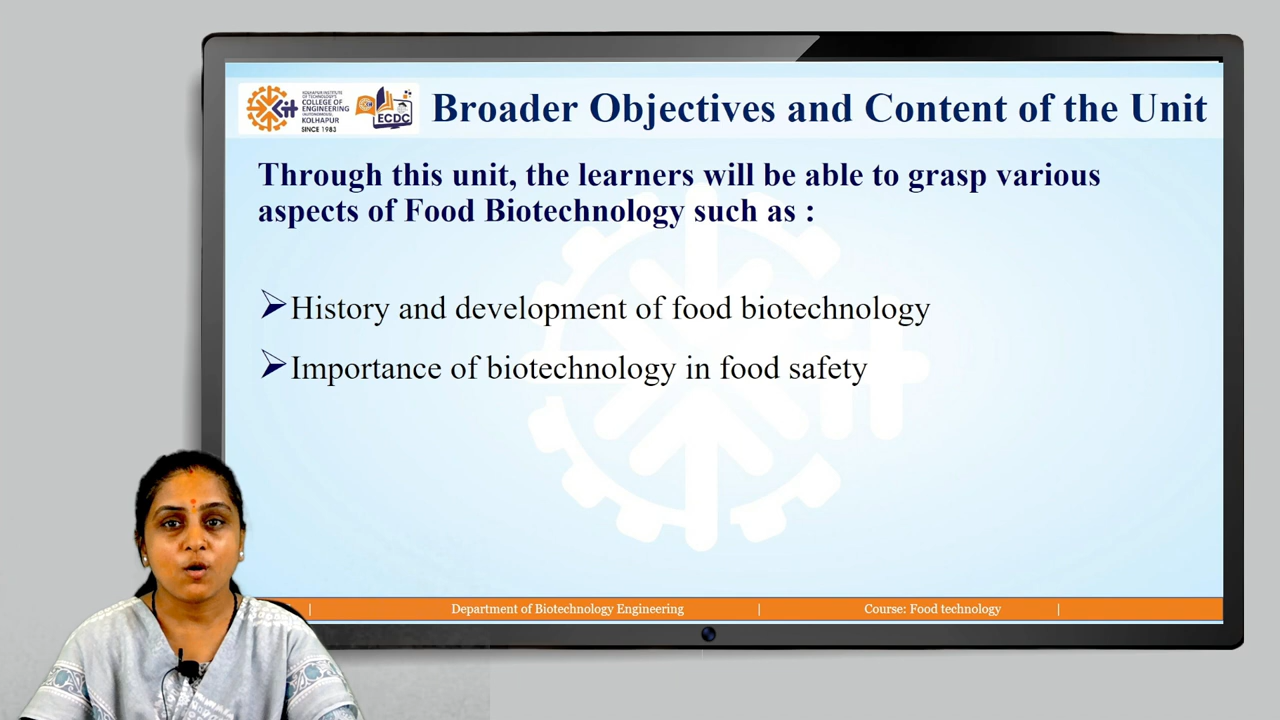 KOLHAPUR INSTITUTE
OF TECHNOLOGY'S
COLLEGE OF
ENGINEERING
(AUTONOMOUS),
KOLHAPUR
SINCE 1983
ECDC
Broader Objectives and Content of the Unit
Through this unit, the learners will be able to grasp various
aspects of Food Biotechnology such as :
➢History and development of food biotechnology
➢Importance of biotechnology in food safety
| Department of Biotechnology Engineering | Course: Food technology |